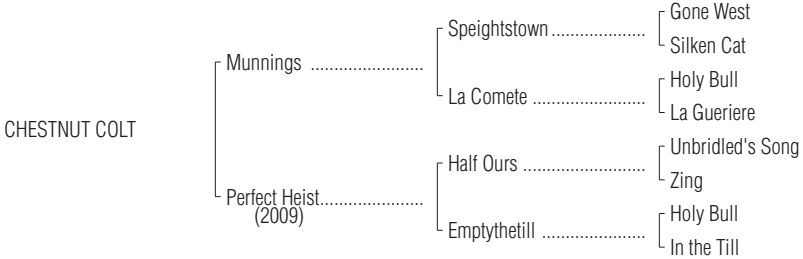 Gone West
Speightstown ......................
Silken Cat
Munnings ..........................
Holy Bull
La Comete ..........................
La Gueriere
CHESTNUT COLT
Unbridled's Song
Half Ours ............................
Zing
Perfect Heist........................
(2009)
Holy Bull
Emptythetill ........................
In the Till